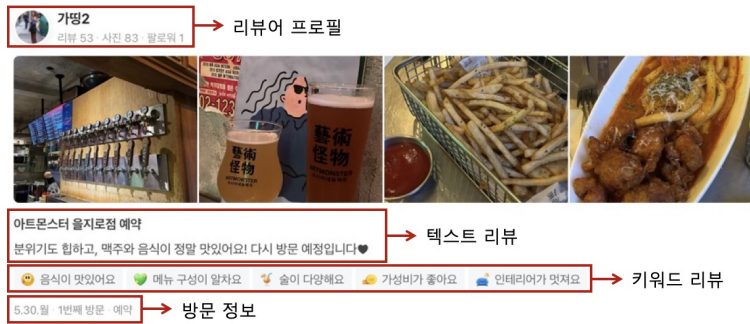 가띵2
리뷰 53 · 사진 83 · 팔로워 1
리뷰어 프로필
02-123
藝術
怪物
ARTMONSTER
藝術
怪物
ARTMONSTER
아트몬스터 을지로점 예약
분위기도 힙하고, 맥주와 음식이 정말 맛있어요! 다시 방문 예정입니다🖤
텍스트 리뷰
😋 음식이 맛있어요 💚 메뉴 구성이 알차요 🍹 술이 다양해요 가성비가 좋아요 인테리어가 멋져요
키워드 리뷰
5.30.월 · 1번째 방문 · 예약
방문 정보